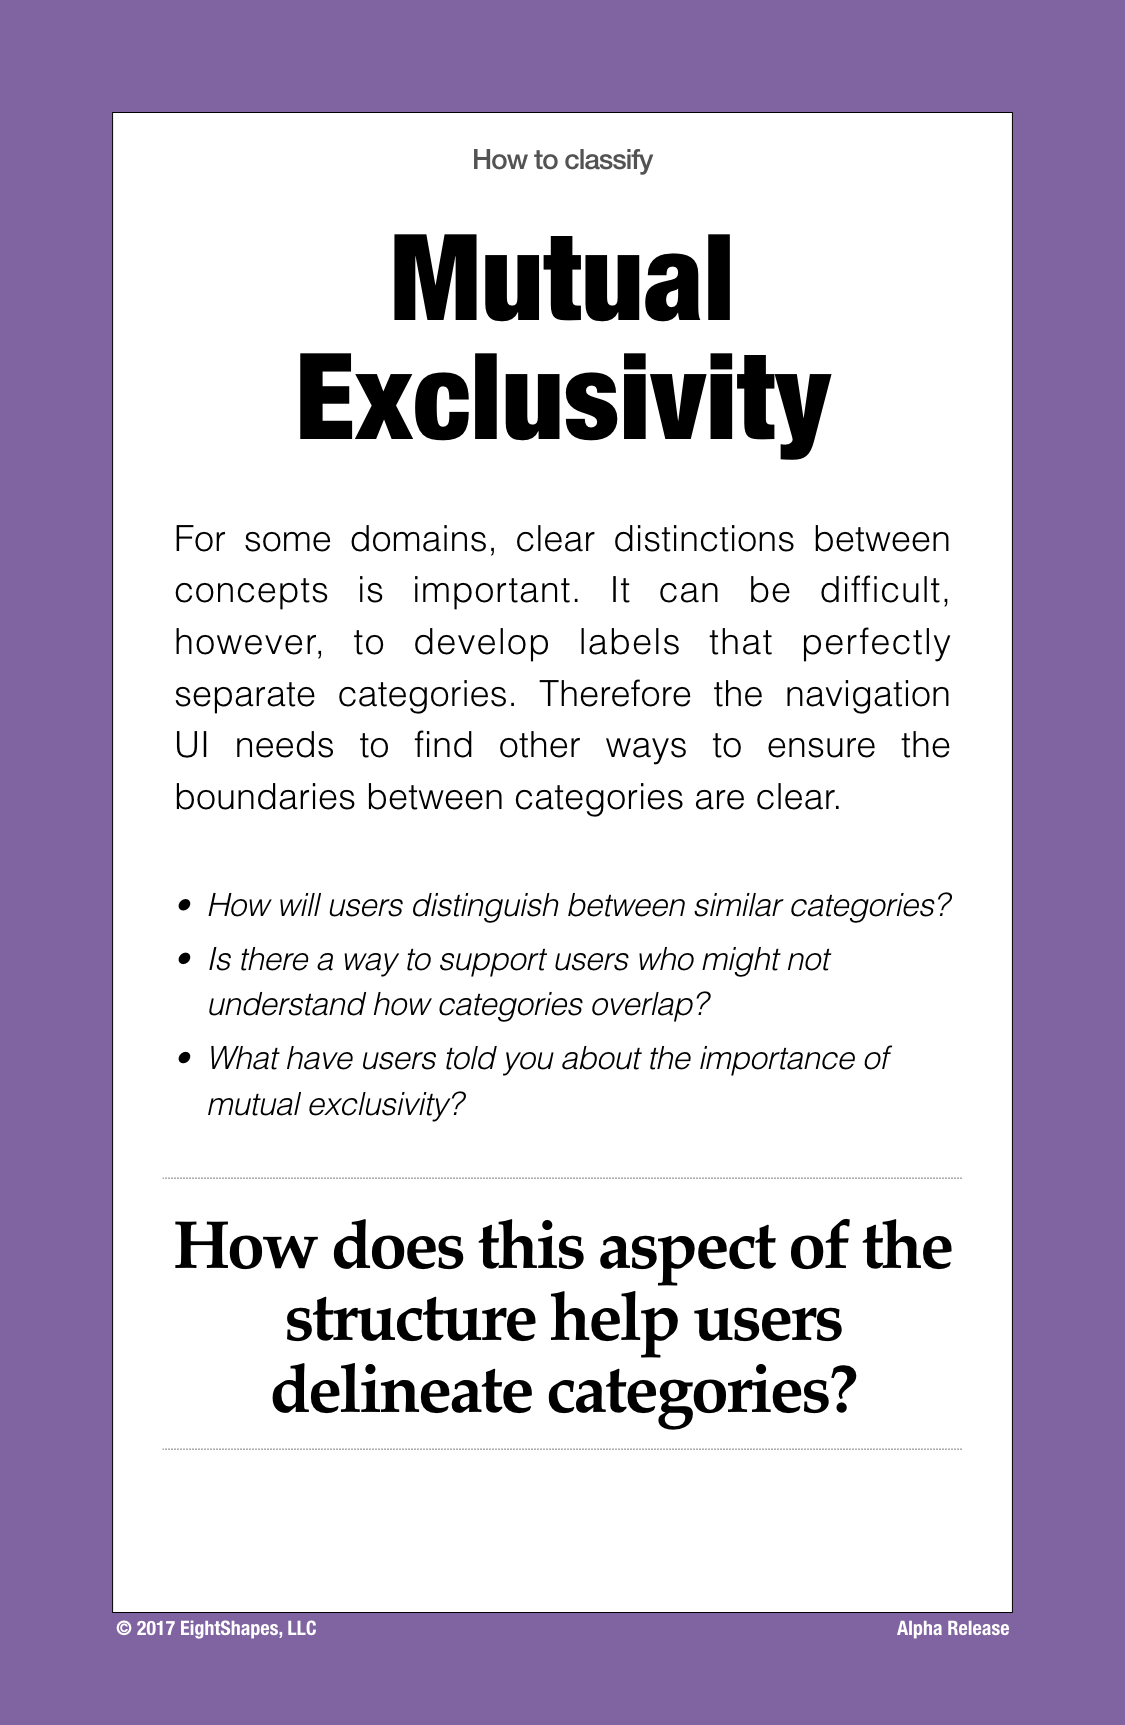 How to classify
Mutual
Exclusivity
For some domains, clear distinctions between
concepts is important. It can be difficult,
however, to develop labels that perfectly
separate categories. Therefore the navigation
UI needs to find other ways to ensure the
boundaries between categories are clear.
• How will users distinguish between similar categories?
• Is there a way to support users who might not
understand how categories overlap?
• What have users told you about the importance of
mutual exclusivity?
How does this aspect of the
structure help users
delineate categories?
© 2017 EightShapes, LLC
Alpha Release